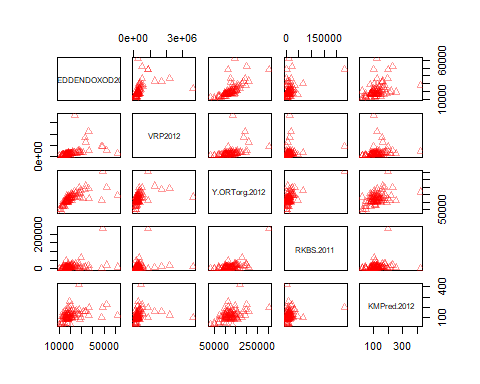 0e+00 3e+06 0 150000
EDDENDOXOD20 10000 60000
0e+00 VRP2012
Y.ORTorg.2012 50000
0 200000 RKBS.2011
KMPred.2012 100 400
10000 50000 50000 250000 100 300